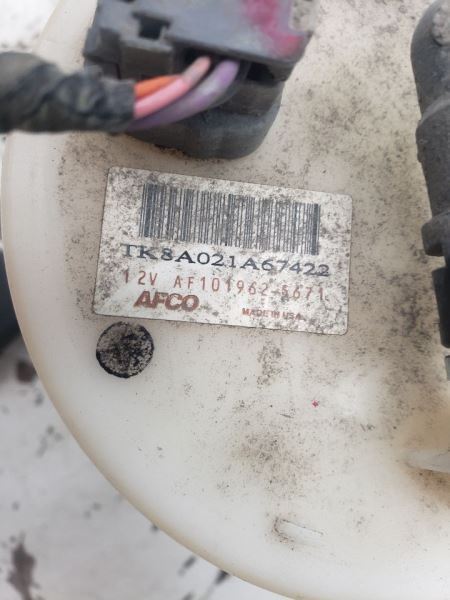 TK8A021A67422
12V AF101962-5671
AFCO MADE IN USA